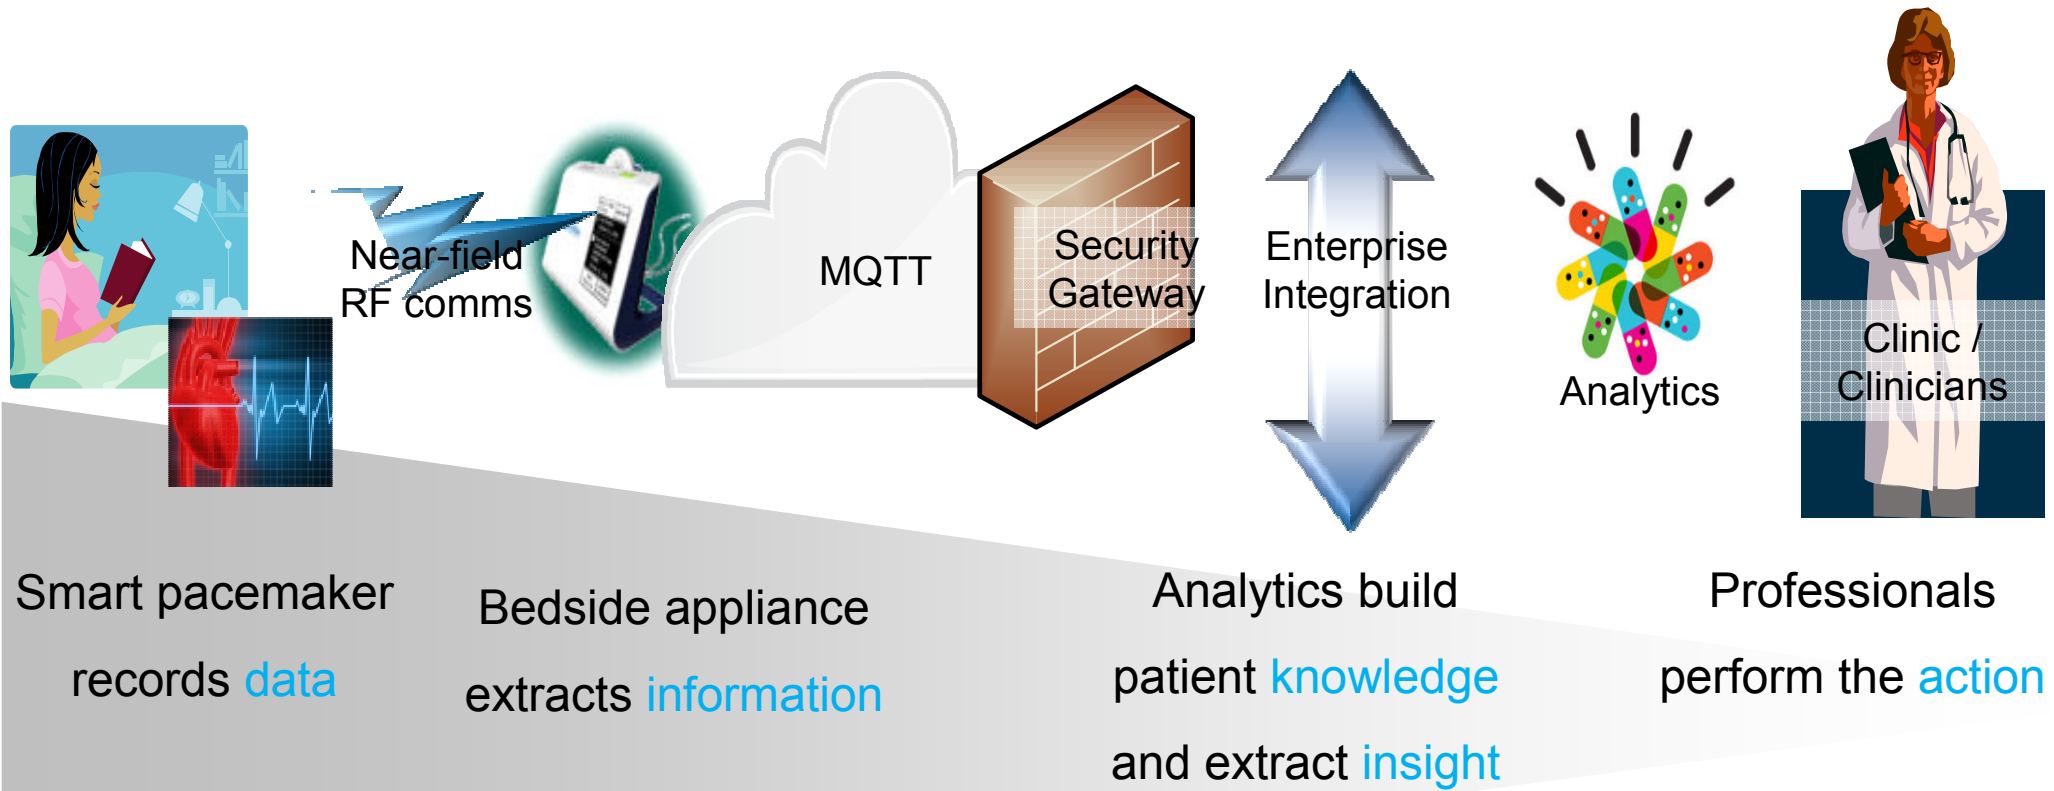 Near-field
RF comms
MQTT
Security
Gateway
Enterprise
Integration
Analytics
Clinic /
Clinicians
Smart pacemaker
records data
Bedside appliance
extracts information
Analytics build
patient knowledge
and extract insight
Professionals
perform the action